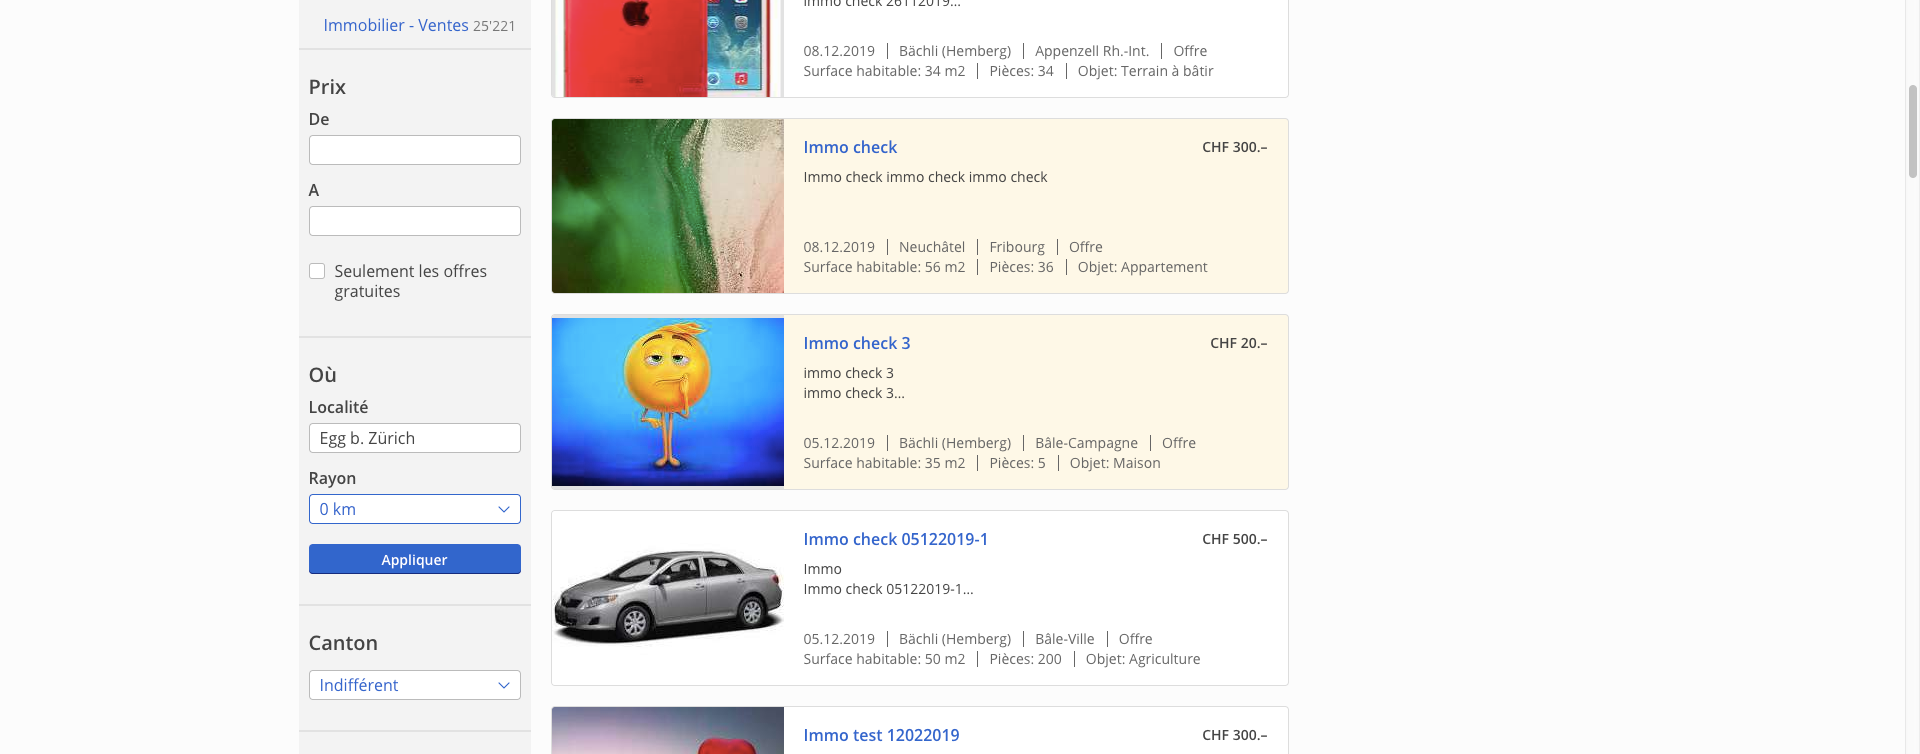 Immobilier - Ventes 25'221
Prix
De
A
Seulement les offres
gratuites
Où
Localité
Egg b. Zürich
Rayon
0 km
Appliquer
Canton
Indifférent
immo check 26112019...
08.12.2019 | Bächli (Hemberg) | Appenzell Rh.-Int. | Offre
Surface habitable: 34 m2 | Pièces: 34 | Objet: Terrain à bâtir
Immo check CHF 300.–
Immo check immo check immo check
08.12.2019 | Neuchâtel | Fribourg | Offre
Surface habitable: 56 m2 | Pièces: 36 | Objet: Appartement
Immo check 3 CHF 20.–
immo check 3
immo check 3...
05.12.2019 | Bächli (Hemberg) | Bâle-Campagne | Offre
Surface habitable: 35 m2 | Pièces: 5 | Objet: Maison
Immo check 05122019-1 CHF 500.–
Immo
Immo check 05122019-1...
05.12.2019 | Bächli (Hemberg) | Bâle-Ville | Offre
Surface habitable: 50 m2 | Pièces: 200 | Objet: Agriculture
Immo test 12022019 CHF 300.–